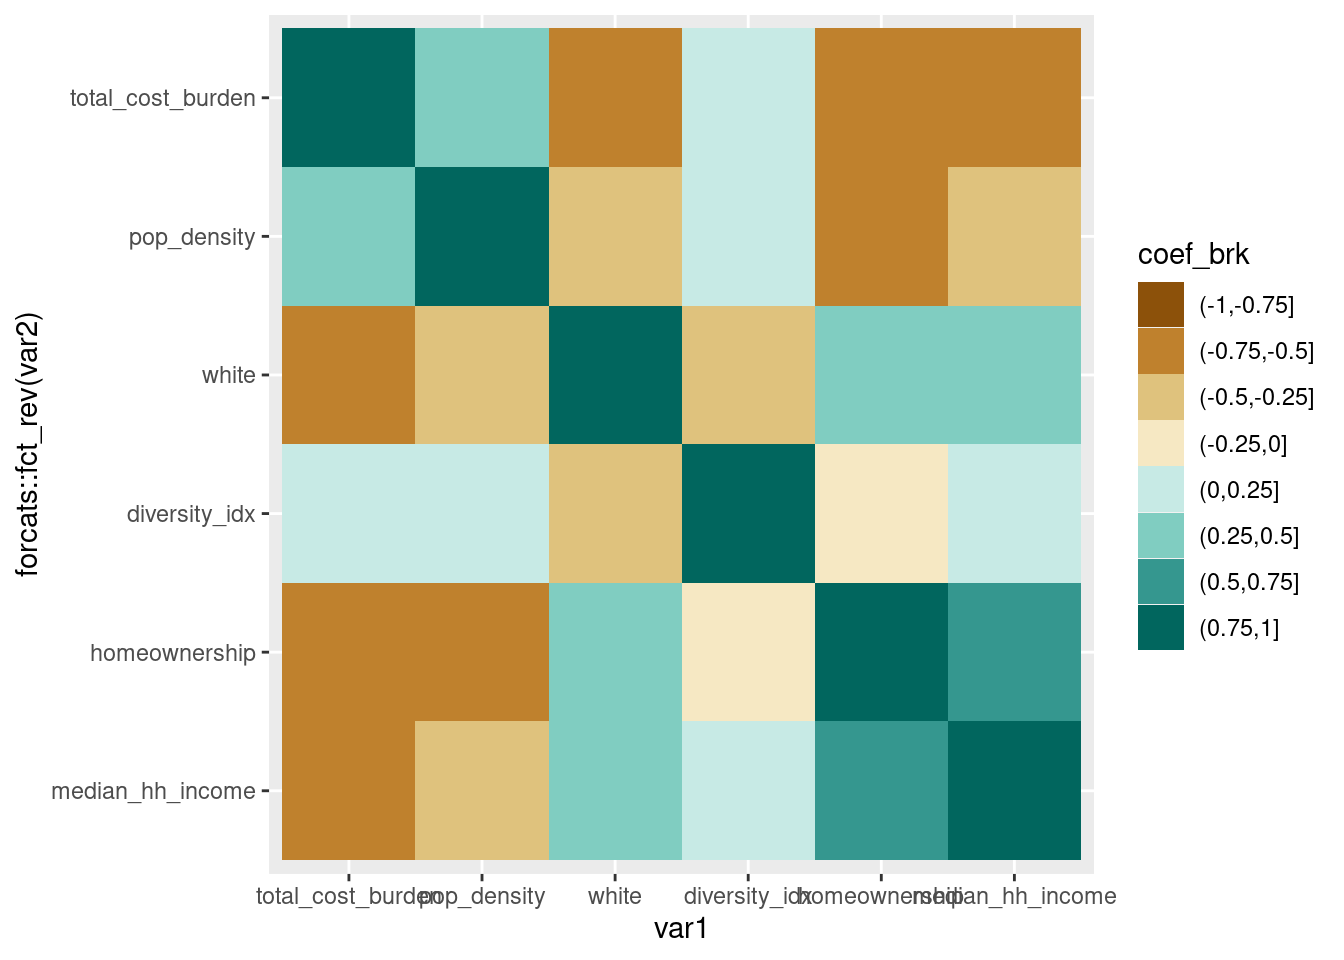 total_cost_burden
pop_density
white
diversity_idx
homeownership
median_hh_income
forcats::fct_rev(var2)
total_cost_burden
pop_density
white
diversity_idx
homeownership
median_hh_income
var1
coef_brk
(-1,-0.75]
(-0.75,-0.5]
(-0.5,-0.25]
(-0.25,0]
(0,0.25]
(0.25,0.5]
(0.5,0.75]
(0.75,1]